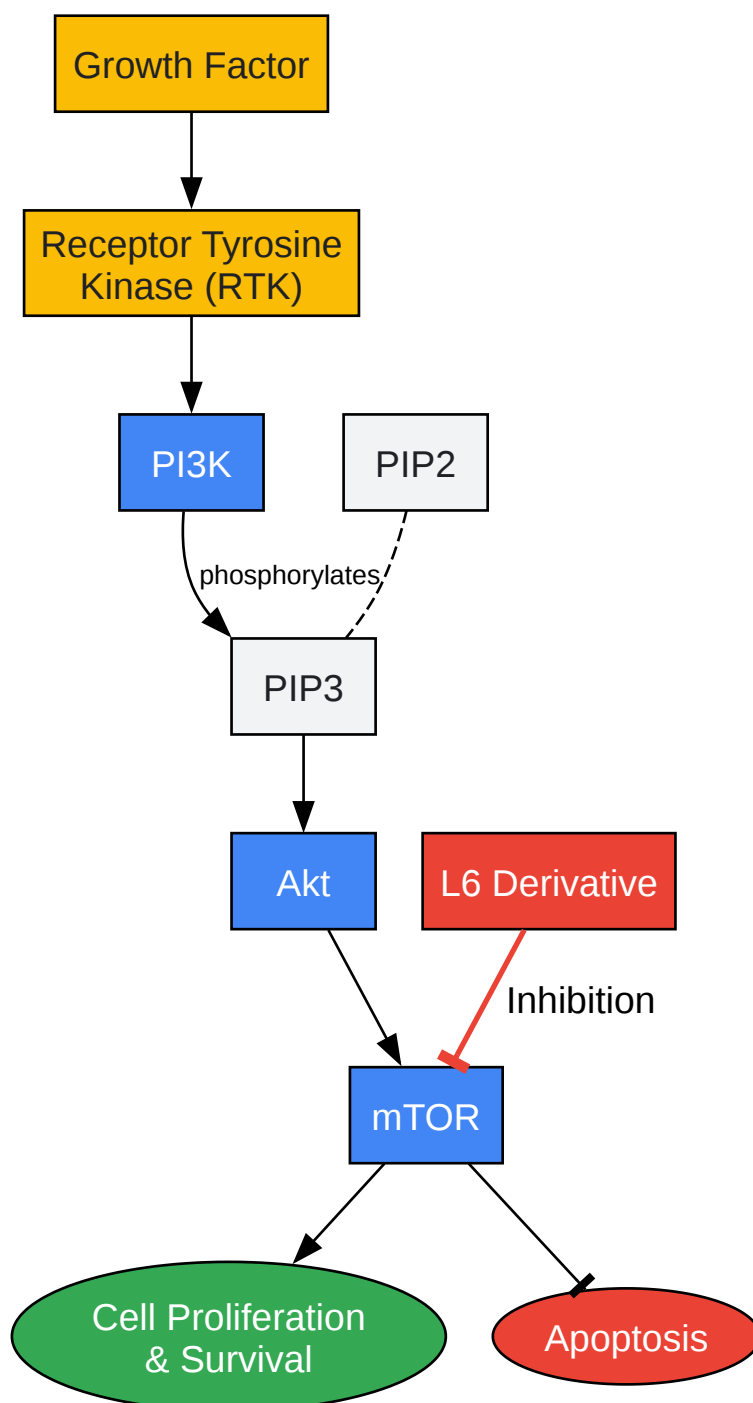 Growth Factor
Receptor Tyrosine
Kinase (RTK)
PI3K
PIP2
phosphorylates
PIP3
Akt
L6 Derivative
Inhibition
mTOR
Cell Proliferation
& Survival
Apoptosis